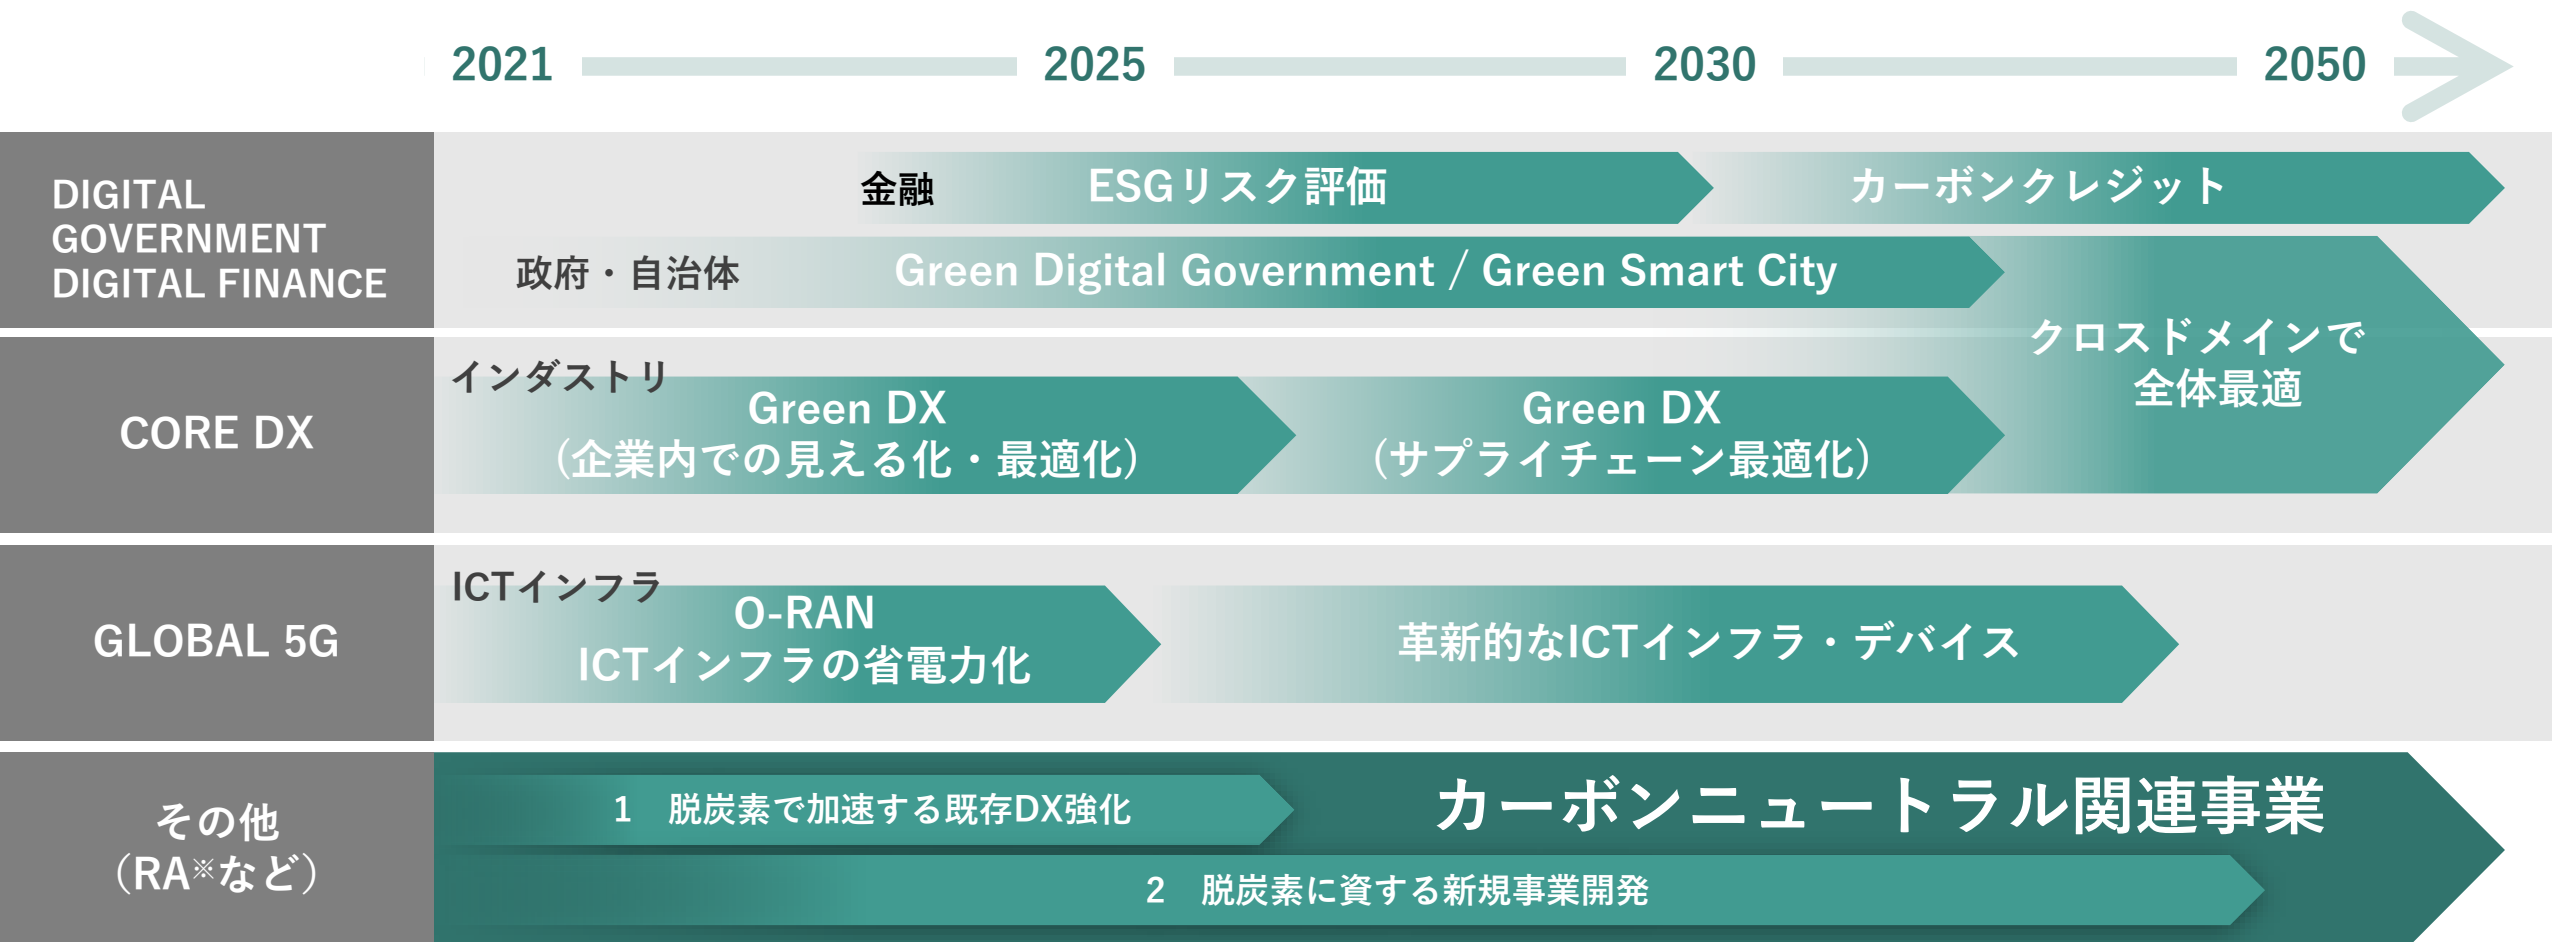 2021
2025
2030
2050
DIGITAL
GOVERNMENT
DIGITAL FINANCE
金融
ESGリスク評価
カーボンクレジット
政府・自治体
Green Digital Government / Green Smart City
クロスドメインで
全体最適
CORE DX
インダストリ
Green DX
（企業内での見える化・最適化）
Green DX
（サプライチェーン最適化）
GLOBAL 5G
ICTインフラ
O-RAN
ICTインフラの省電力化
革新的なICTインフラ・デバイス
その他
（RA※など）
カーボンニュートラル関連事業
1 脱炭素で加速する既存DX強化
2 脱炭素に資する新規事業開発